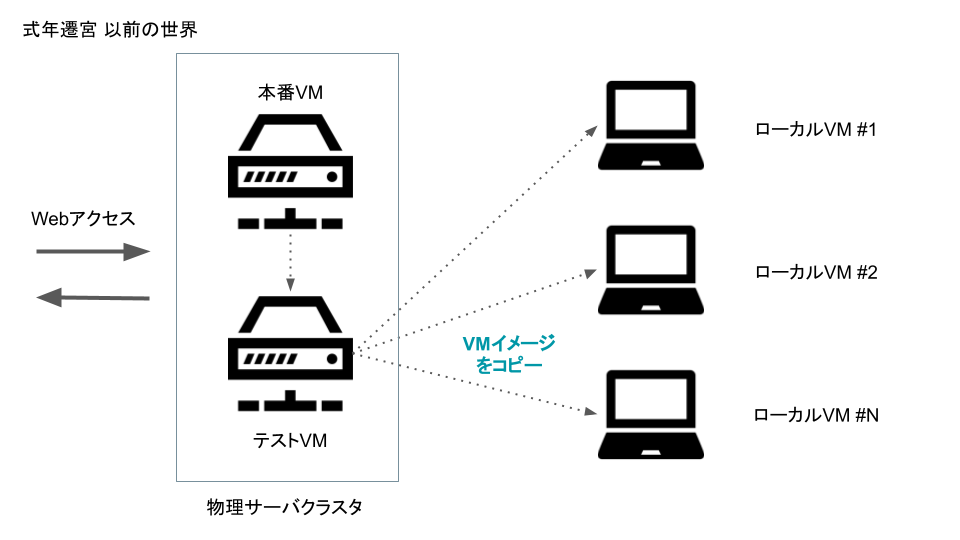 式年遷宮 以前の世界
本番VM
Webアクセス
テストVM
物理サーバクラスタ
VMイメージ
をコピー
ローカルVM #1
ローカルVM #2
ローカルVM #N